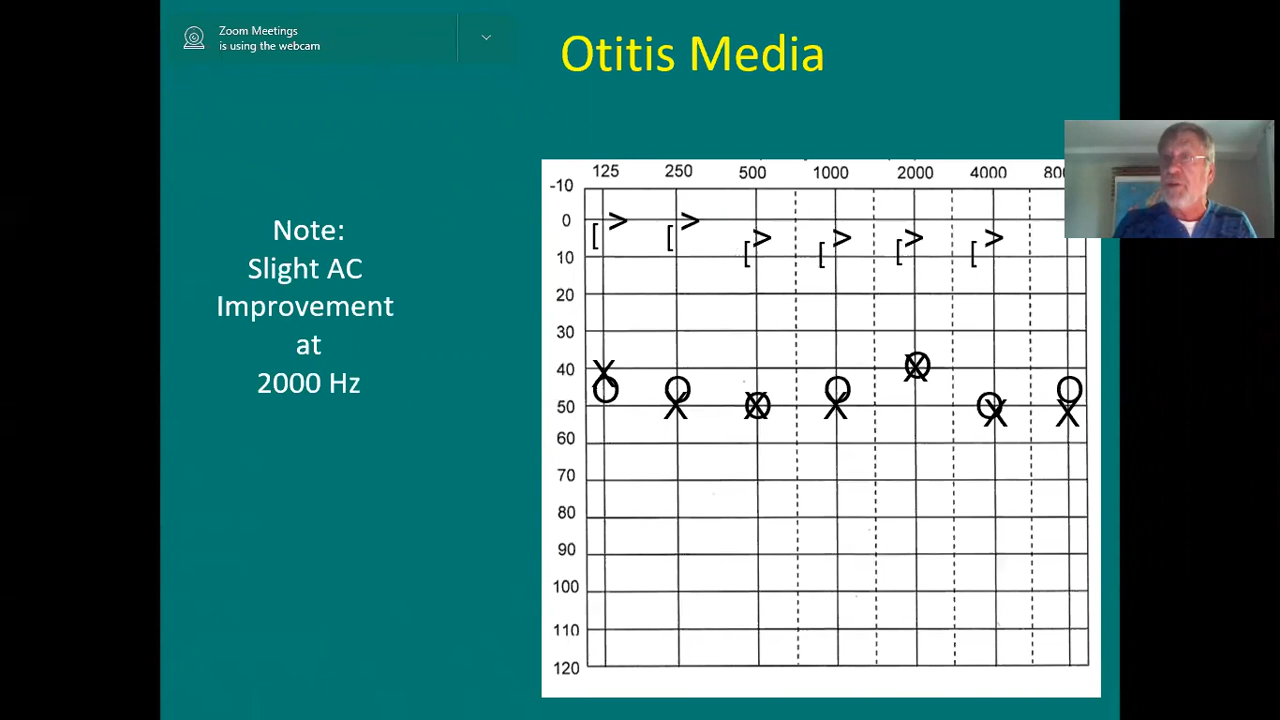 Zoom Meetings
is using the webcam
Otitis Media
Note:
Slight AC
Improvement
at
2000 Hz
125 250 500 1000 2000 4000
-10
0
10
20
30
40
50
60
70
80
90
100
110
120
> > > > > >
[ [ [ [ [ [
X X X X X X X
O O O O O O O